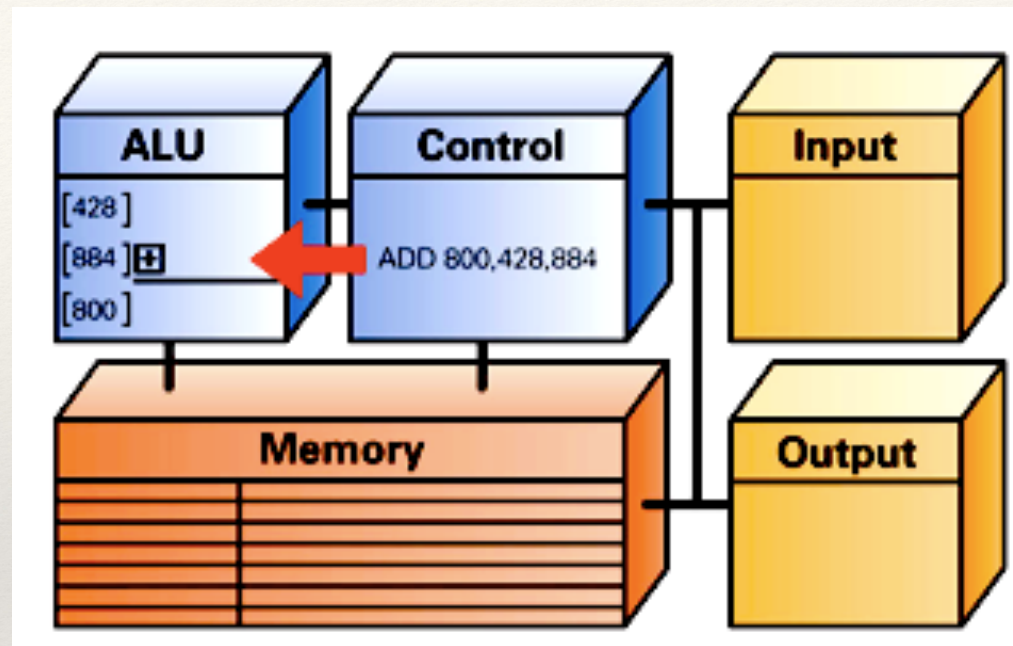 ALU
[428]
[884]+
[800]
Control
ADD 800,428,884
Input
Memory
Output